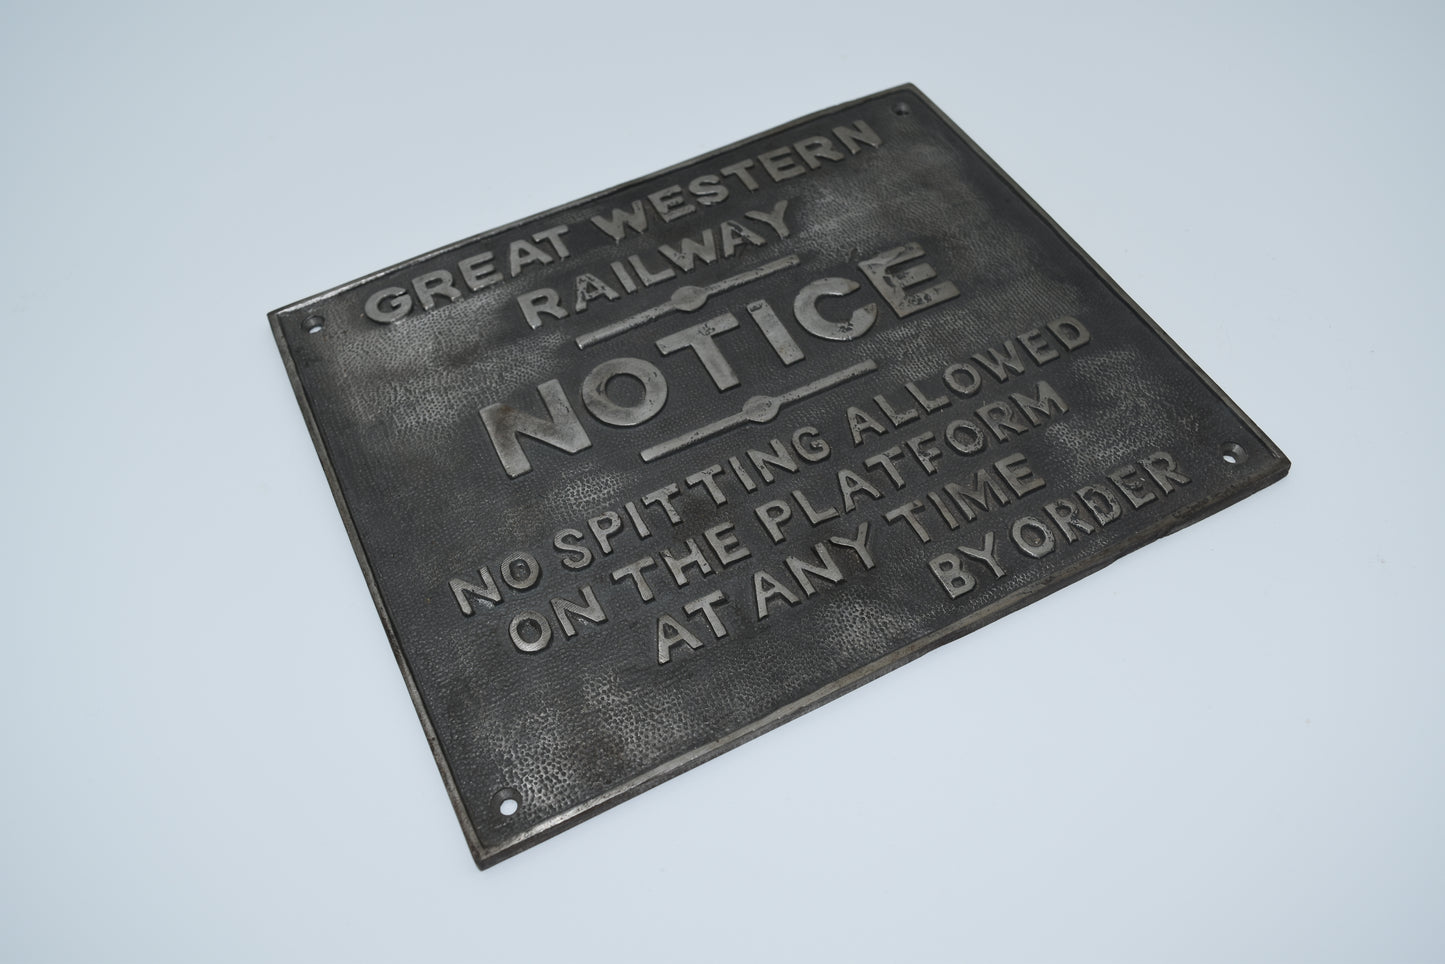 GREAT WESTERN
RAILWAY
NOTICE
NO SPITTING ALLOWED
ON THE PLATFORM
AT ANY TIME
BY ORDER